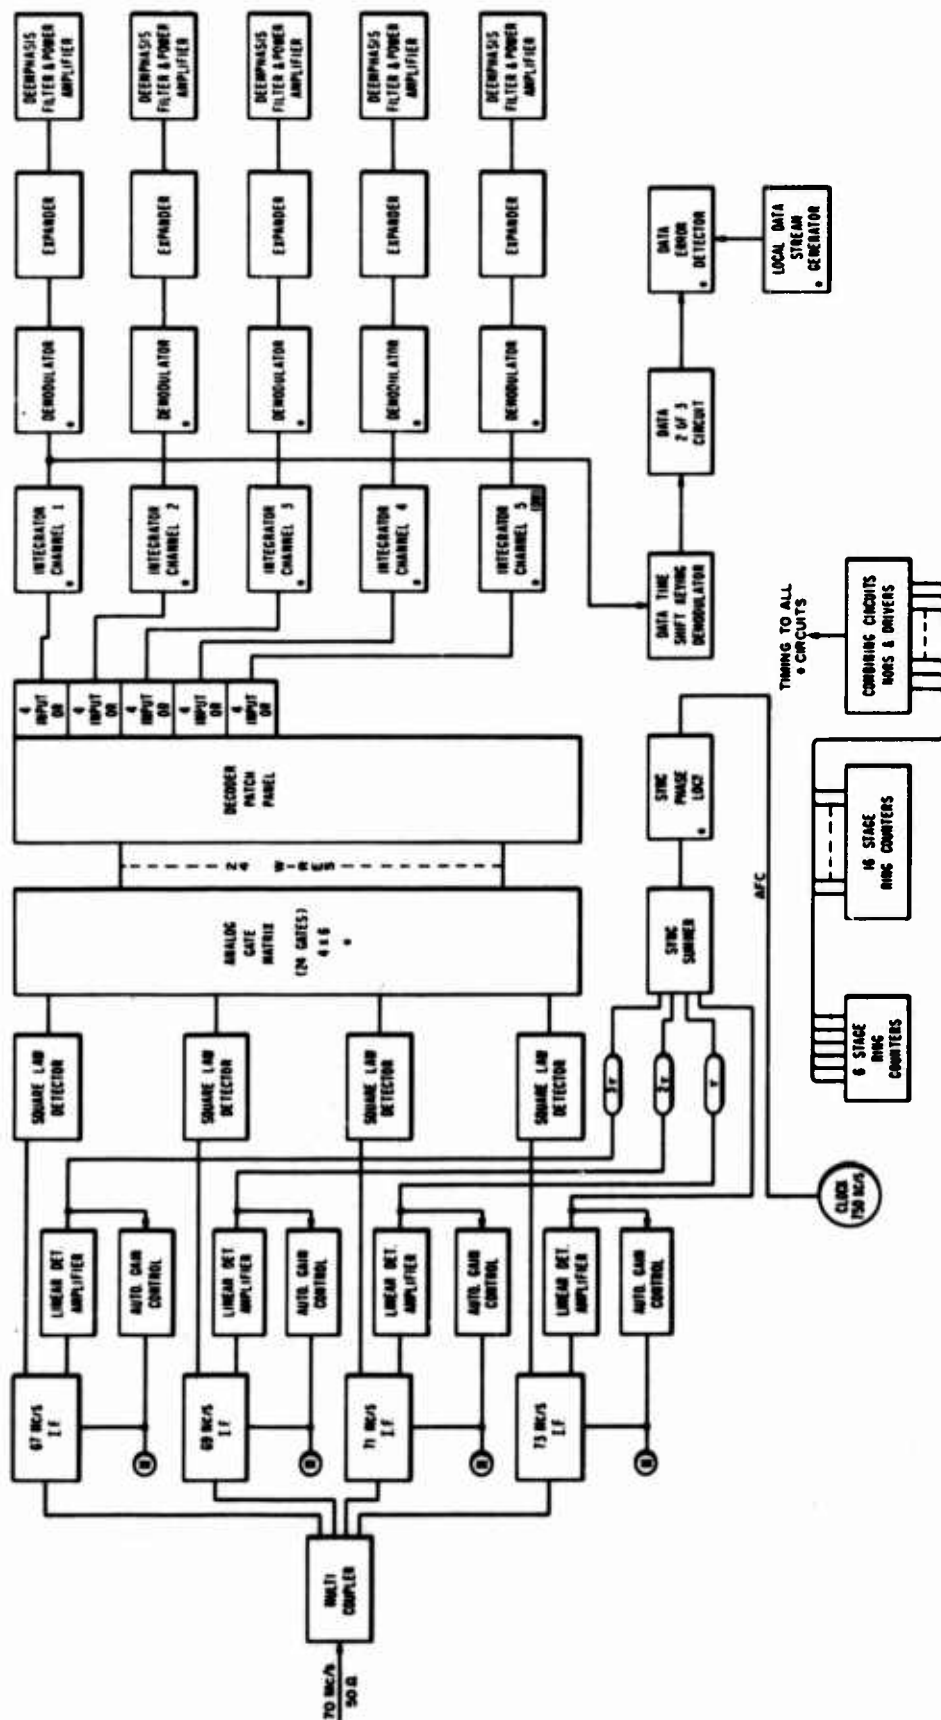 70 Mc/s
50 Ω
MULTI
COUPLER
67 Mc/s
I.F
69 Mc/s
I.F
71 Mc/s
I.F
73 Mc/s
I.F
LINEAR DET.
AMPLIFIER
AUTO. GAIN
CONTROL
LINEAR DET.
AMPLIFIER
AUTO. GAIN
CONTROL
LINEAR DET.
AMPLIFIER
AUTO. GAIN
CONTROL
LINEAR DET.
AMPLIFIER
AUTO. GAIN
CONTROL
SQUARE LAW
DETECTOR
SQUARE LAW
DETECTOR
SQUARE LAW
DETECTOR
SQUARE LAW
DETECTOR
ANALOG
GATE
MATRIX
(24 GATES)
4 x 6
*
24 WIRES
DECODER
PATCH
PANEL
4
INPUT
OR
4
INPUT
OR
4
INPUT
OR
4
INPUT
OR
4
INPUT
OR
INTEGRATOR
CHANNEL 1
*
INTEGRATOR
CHANNEL 2
*
INTEGRATOR
CHANNEL 3
*
INTEGRATOR
CHANNEL 4
*
INTEGRATOR
CHANNEL 5
*
DEMODULATOR
*
DEMODULATOR
*
DEMODULATOR
*
DEMODULATOR
*
DEMODULATOR
*
EXPANDER
EXPANDER
EXPANDER
EXPANDER
EXPANDER
DEEMPHASIS
FILTER & POWER
AMPLIFIER
DEEMPHASIS
FILTER & POWER
AMPLIFIER
DEEMPHASIS
FILTER & POWER
AMPLIFIER
DEEMPHASIS
FILTER & POWER
AMPLIFIER
DEEMPHASIS
FILTER & POWER
AMPLIFIER
3τ
2τ
τ
SYNC
SUMMER
SYNC
PHASE
LOCK
*
DATA TIME
SHIFT KEYING
DEMODULATOR
DATA
2 OF 3
CIRCUIT
DATA
ERROR
DETECTOR
*
LOCAL DATA
STREAM
GENERATOR
*
AFC
CLOCK
750 KC/S
6 STAGE
RING
COUNTERS
16 STAGE
RING COUNTERS
TIMING TO ALL
* CIRCUITS
COMBINING CIRCUITS
NORS & DRIVERS